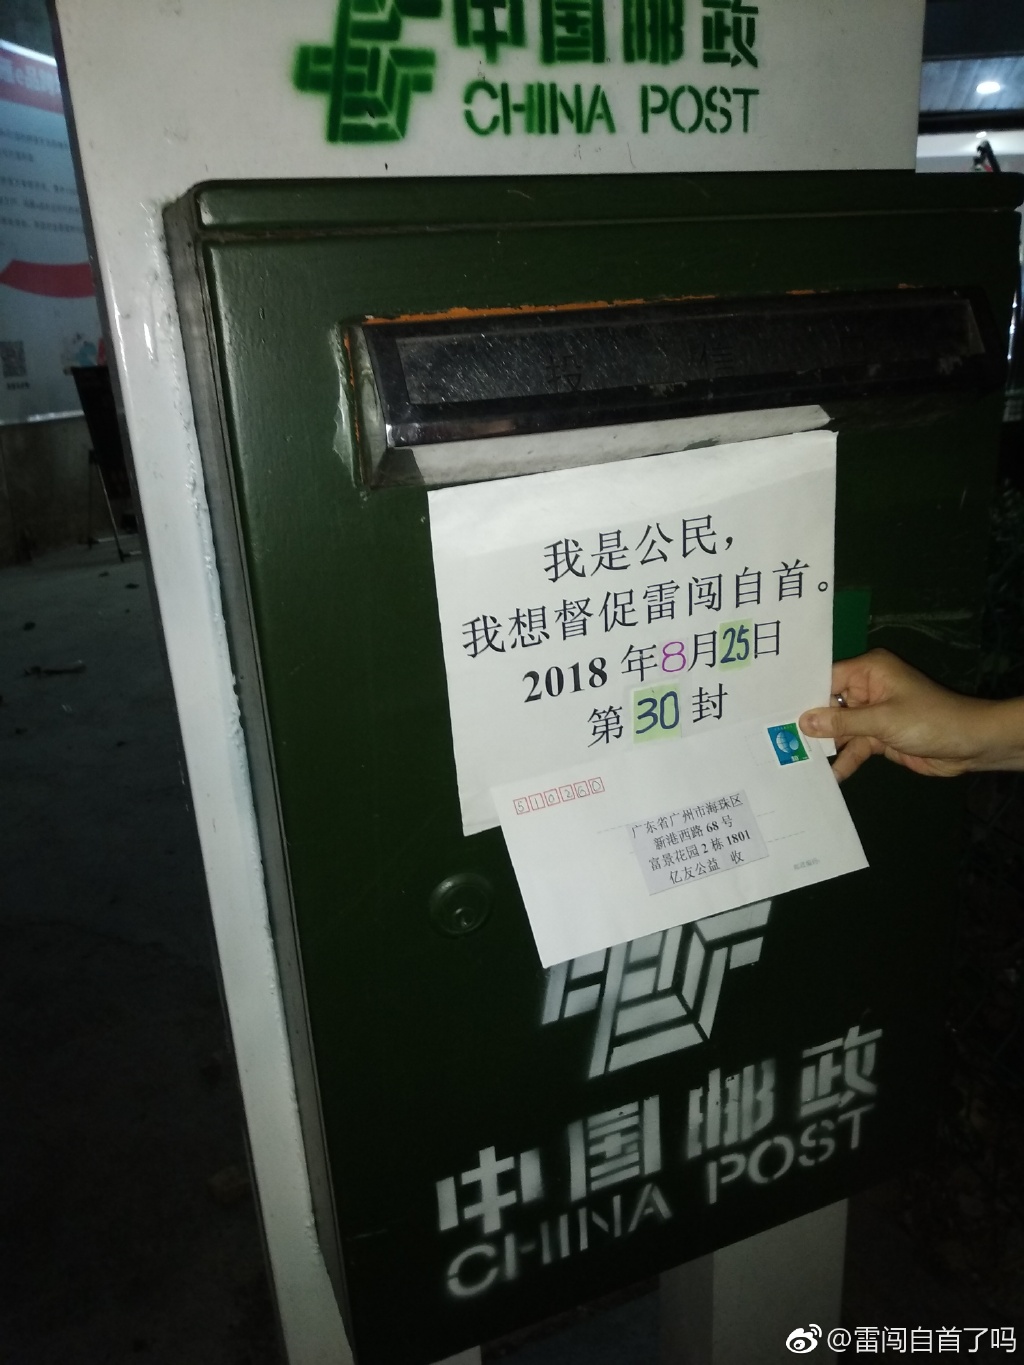 中国邮政
CHINA POST
投 信
我是公民，
我想督促雷闯自首。
2018 年8月25日
第 30 封
510260
广东省广州市海珠区
新港西路 68 号
富景花园 2 栋 1801
亿友公益 收
中国邮政
CHINA POST
@雷闯自首了吗